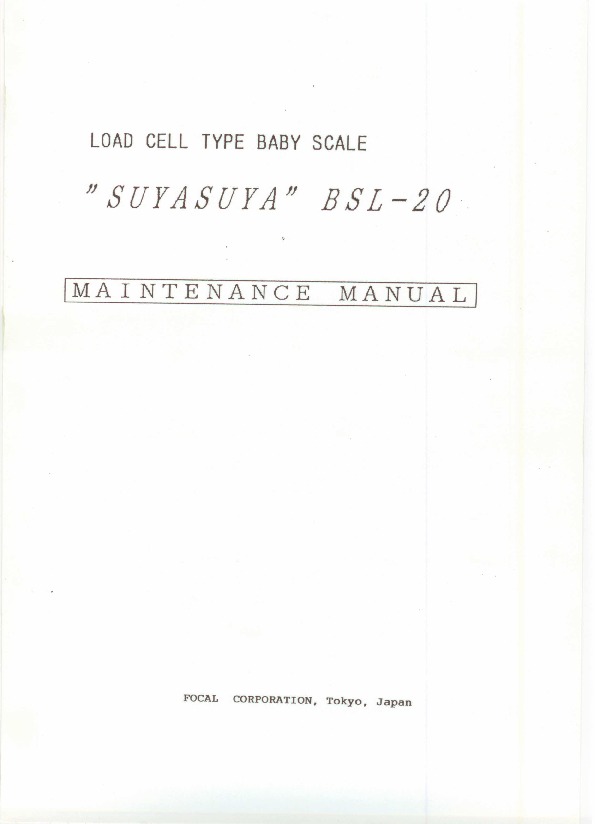 LOAD CELL TYPE BABY SCALE
”SUYASUYA” BSL-20
MAINTENANCE MANUAL
FOCAL CORPORATION, Tokyo, Japan